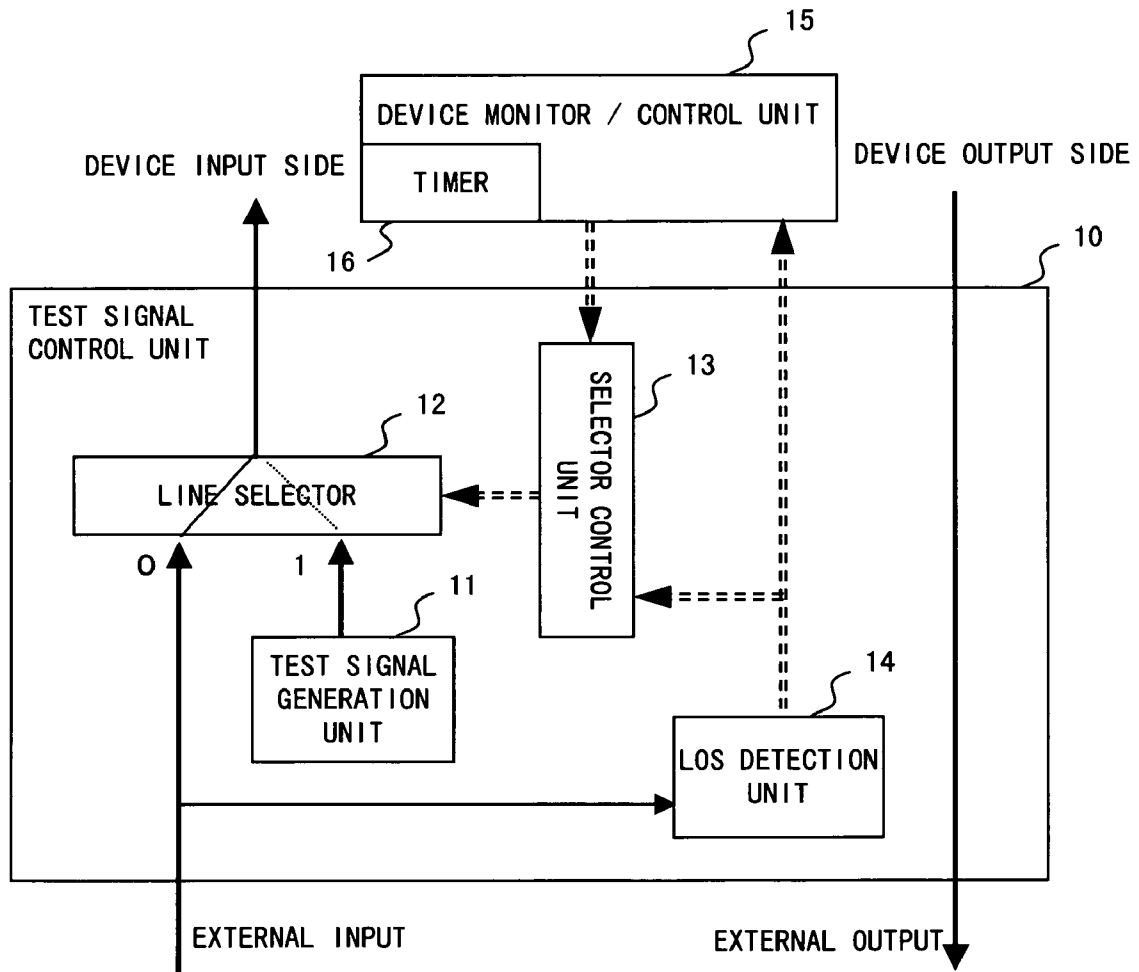 15
DEVICE MONITOR / CONTROL UNIT
DEVICE INPUT SIDE
TIMER
DEVICE OUTPUT SIDE
16
10
TEST SIGNAL
CONTROL UNIT
13
SELECTOR CONTROL
UNIT
12
LINE SELECTOR
0
1
11
TEST SIGNAL
GENERATION
UNIT
14
LOS DETECTION
UNIT
EXTERNAL INPUT
EXTERNAL OUTPUT